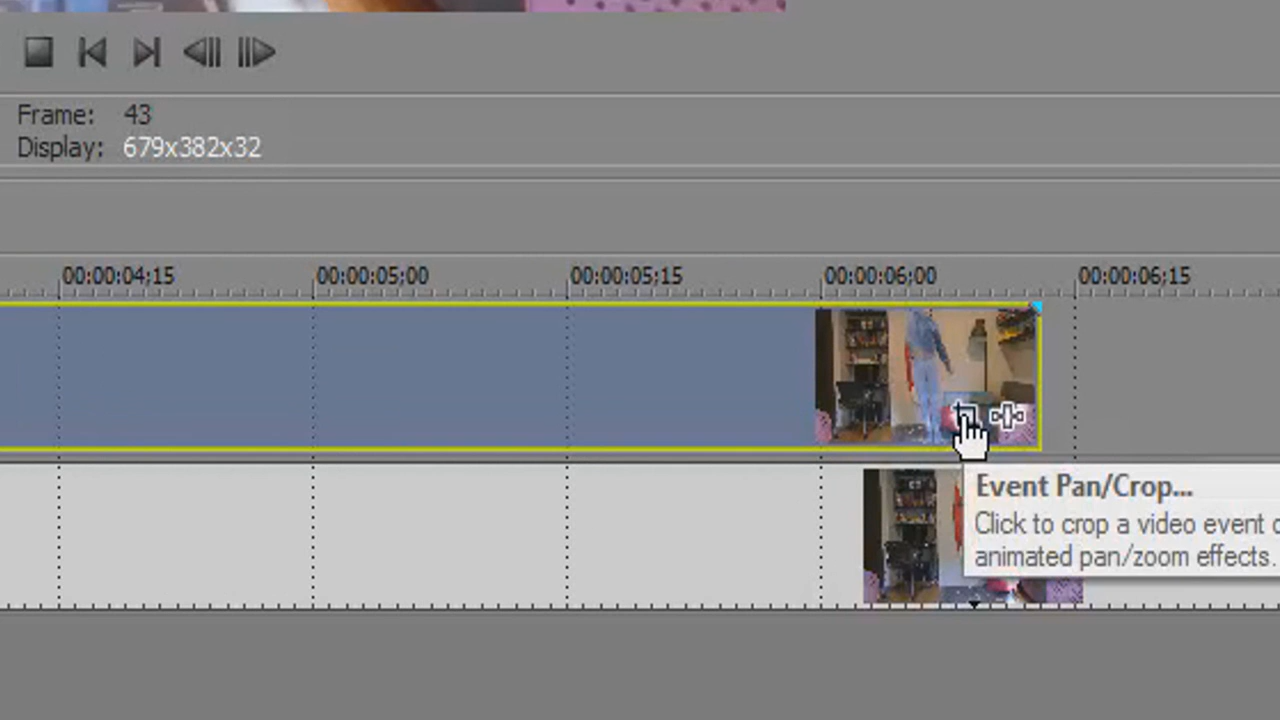 Frame: 43
Display: 679x382x32
00:00:04;15 00:00:05;00 00:00:05;15 00:00:06;00 00:00:06;15
Event Pan/Crop...
Click to crop a video event
animated pan/zoom effects.